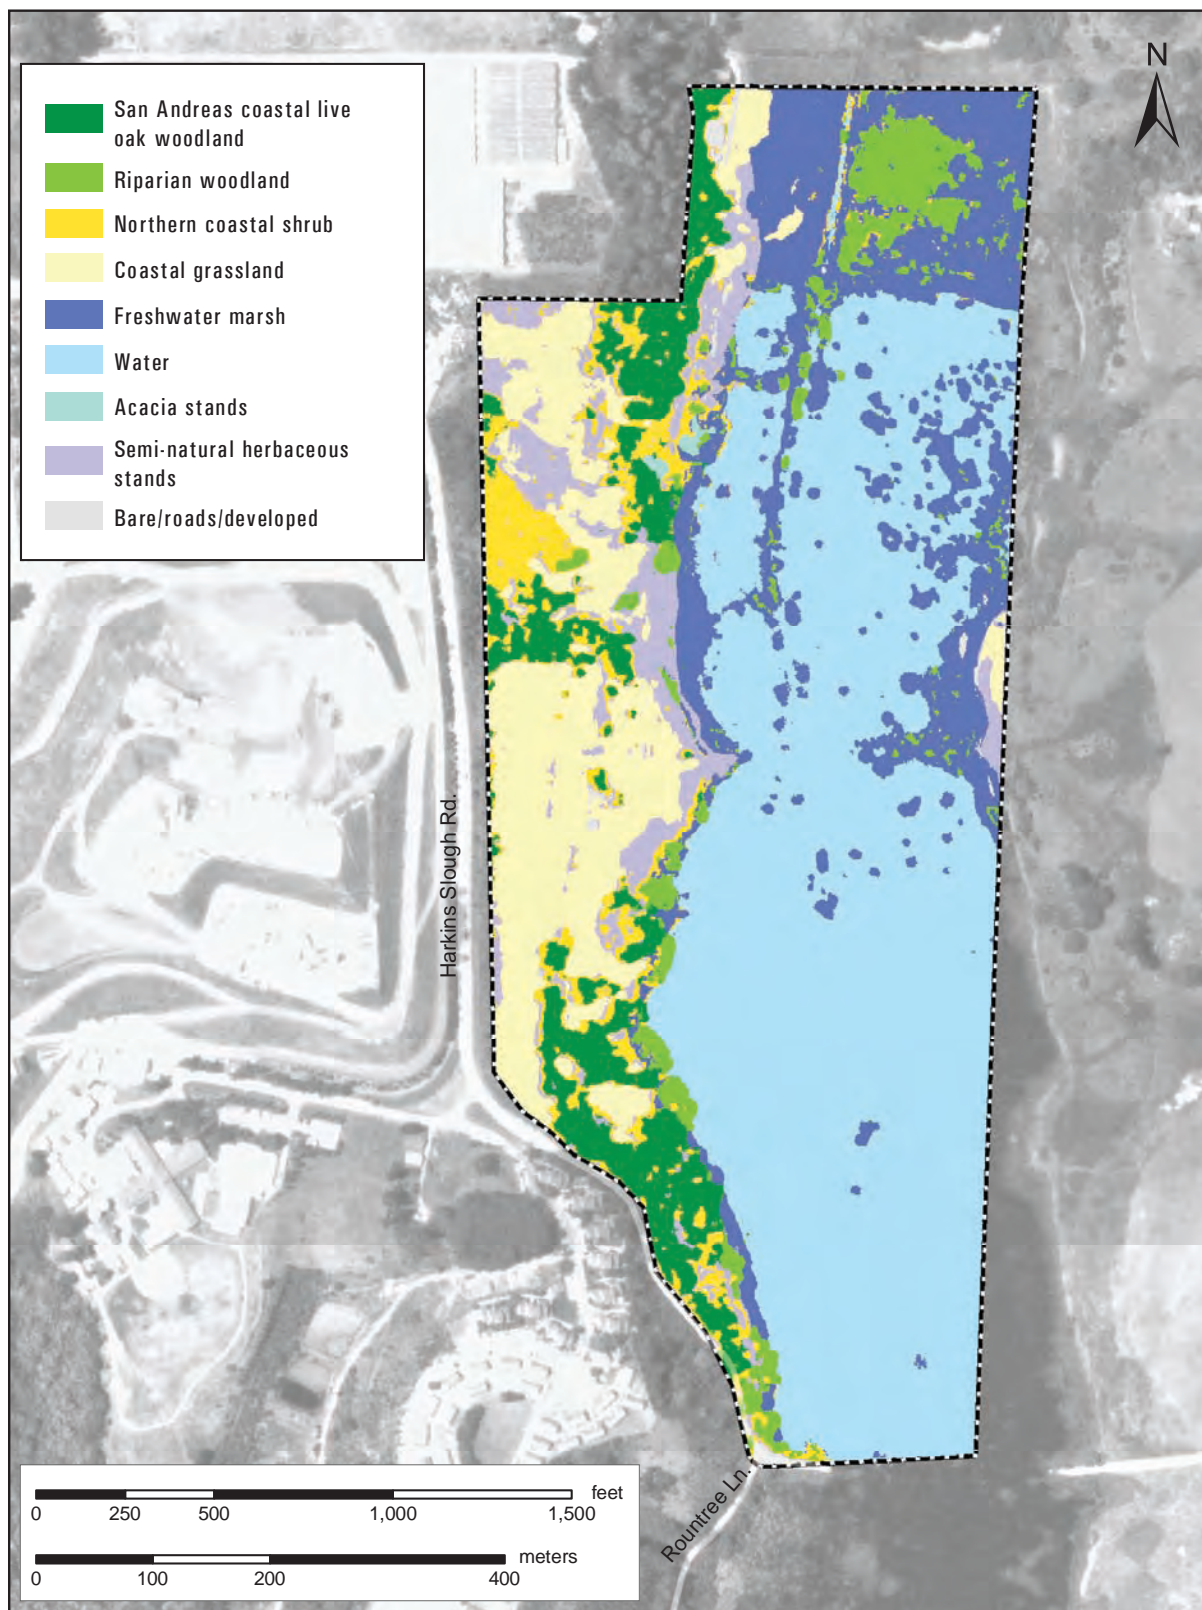 San Andreas coastal live
oak woodland
Riparian woodland
Northern coastal shrub
Coastal grassland
Freshwater marsh
Water
Acacia stands
Semi-natural herbaceous
stands
Bare/roads/developed
N
Harkins Slough Rd.
Rountree Ln.
feet
0 250 500 1,000 1,500
meters
0 100 200 400